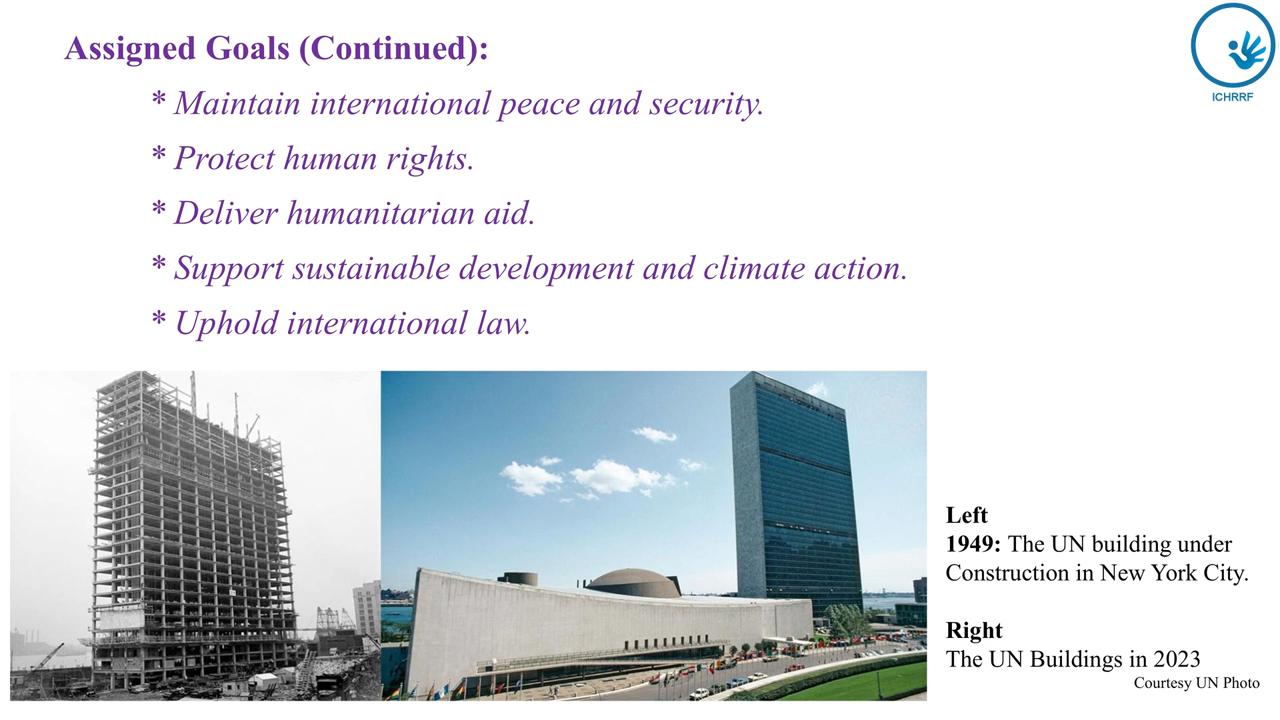 Assigned Goals (Continued):
* Maintain international peace and security.
* Protect human rights.
* Deliver humanitarian aid.
* Support sustainable development and climate action.
* Uphold international law.
ICHRRF
Left
1949: The UN building under
Construction in New York City.
Right
The UN Buildings in 2023
Courtesy UN Photo